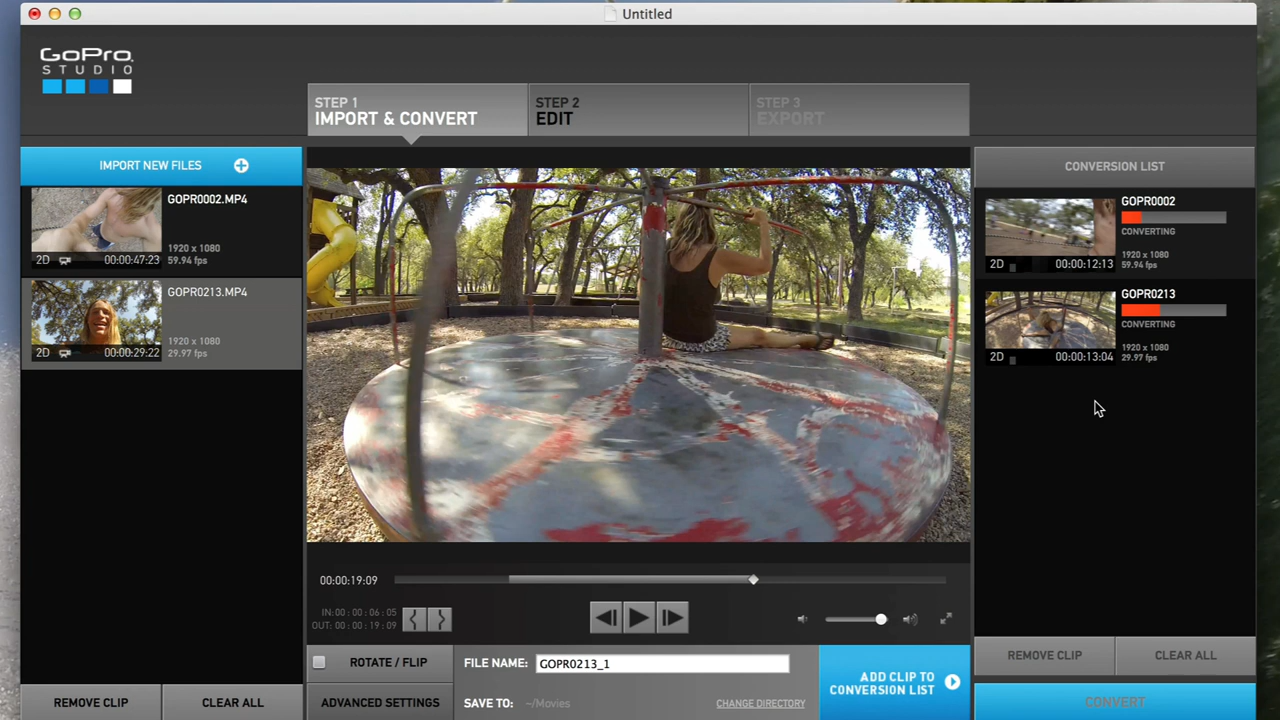 Untitled
GoPro
STUDIO
STEP 1
IMPORT & CONVERT
STEP 2
EDIT
STEP 3
EXPORT
IMPORT NEW FILES
GOPR0002.MP4
1920 x 1080
59.94 fps
2D
00:00:47:23
GOPR0213.MP4
1920 x 1080
29.97 fps
2D
00:00:29:22
REMOVE CLIP
CLEAR ALL
00:00:19:09
IN:00 : 00 : 06 : 05
OUT: 00 : 00 : 19 : 09
ROTATE / FLIP
ADVANCED SETTINGS
FILE NAME: GOPR0213_1
SAVE TO: ~/Movies
CHANGE DIRECTORY
ADD CLIP TO
CONVERSION LIST
CONVERSION LIST
GOPR0002
CONVERTING
1920 x 1080
59.94 fps
2D
00:00:12:13
GOPR0213
CONVERTING
1920 x 1080
29.97 fps
2D
00:00:13:04
REMOVE CLIP
CLEAR ALL
CONVERT